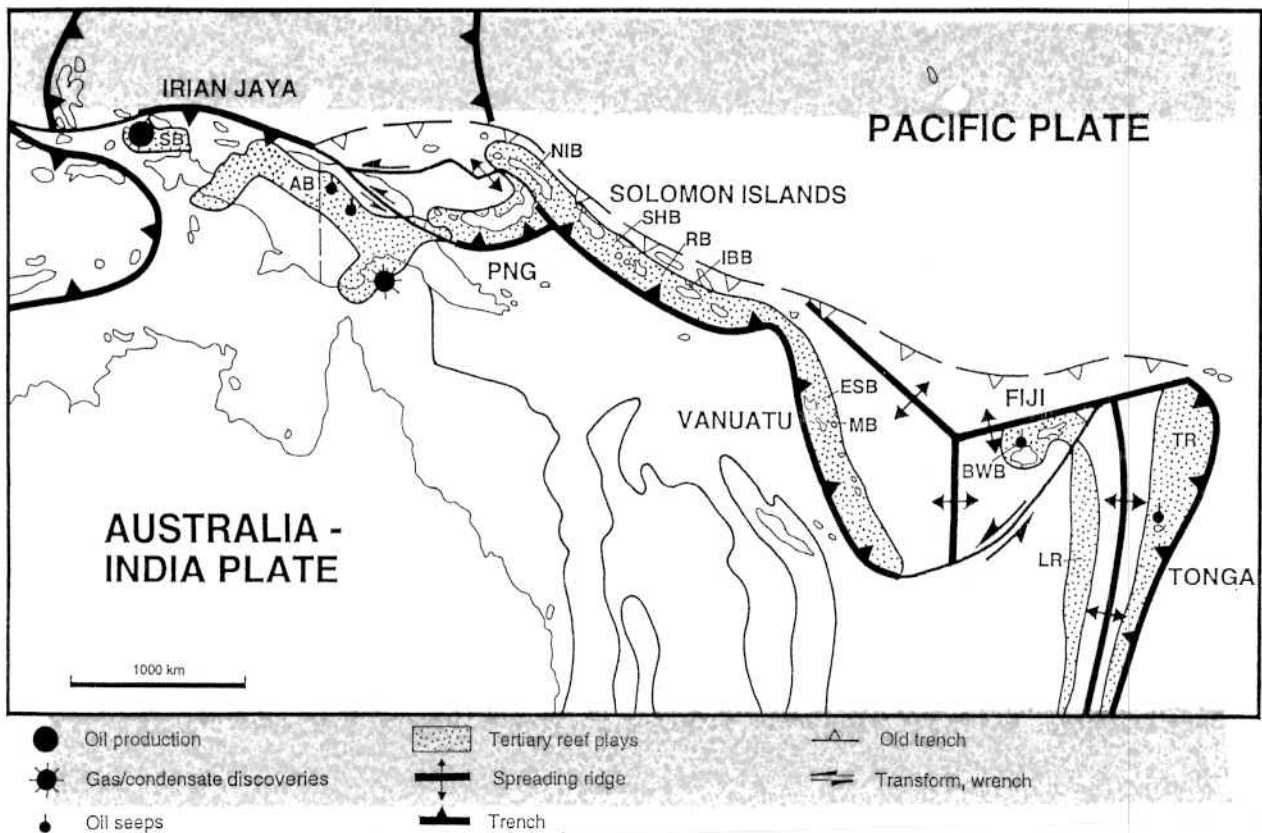 IRIAN JAYA
PACIFIC PLATE
SB
NIB
AB
SOLOMON ISLANDS
SHB
RB
IBB
PNG
ESB
FIJI
VANUATU
MB
TR
BWB
AUSTRALIA -
INDIA PLATE
LR
TONGA
1000 km
Oil production
Tertiary reef plays
Old trench
Gas/condensate discoveries
Spreading ridge
Transform, wrench
Oil seeps
Trench